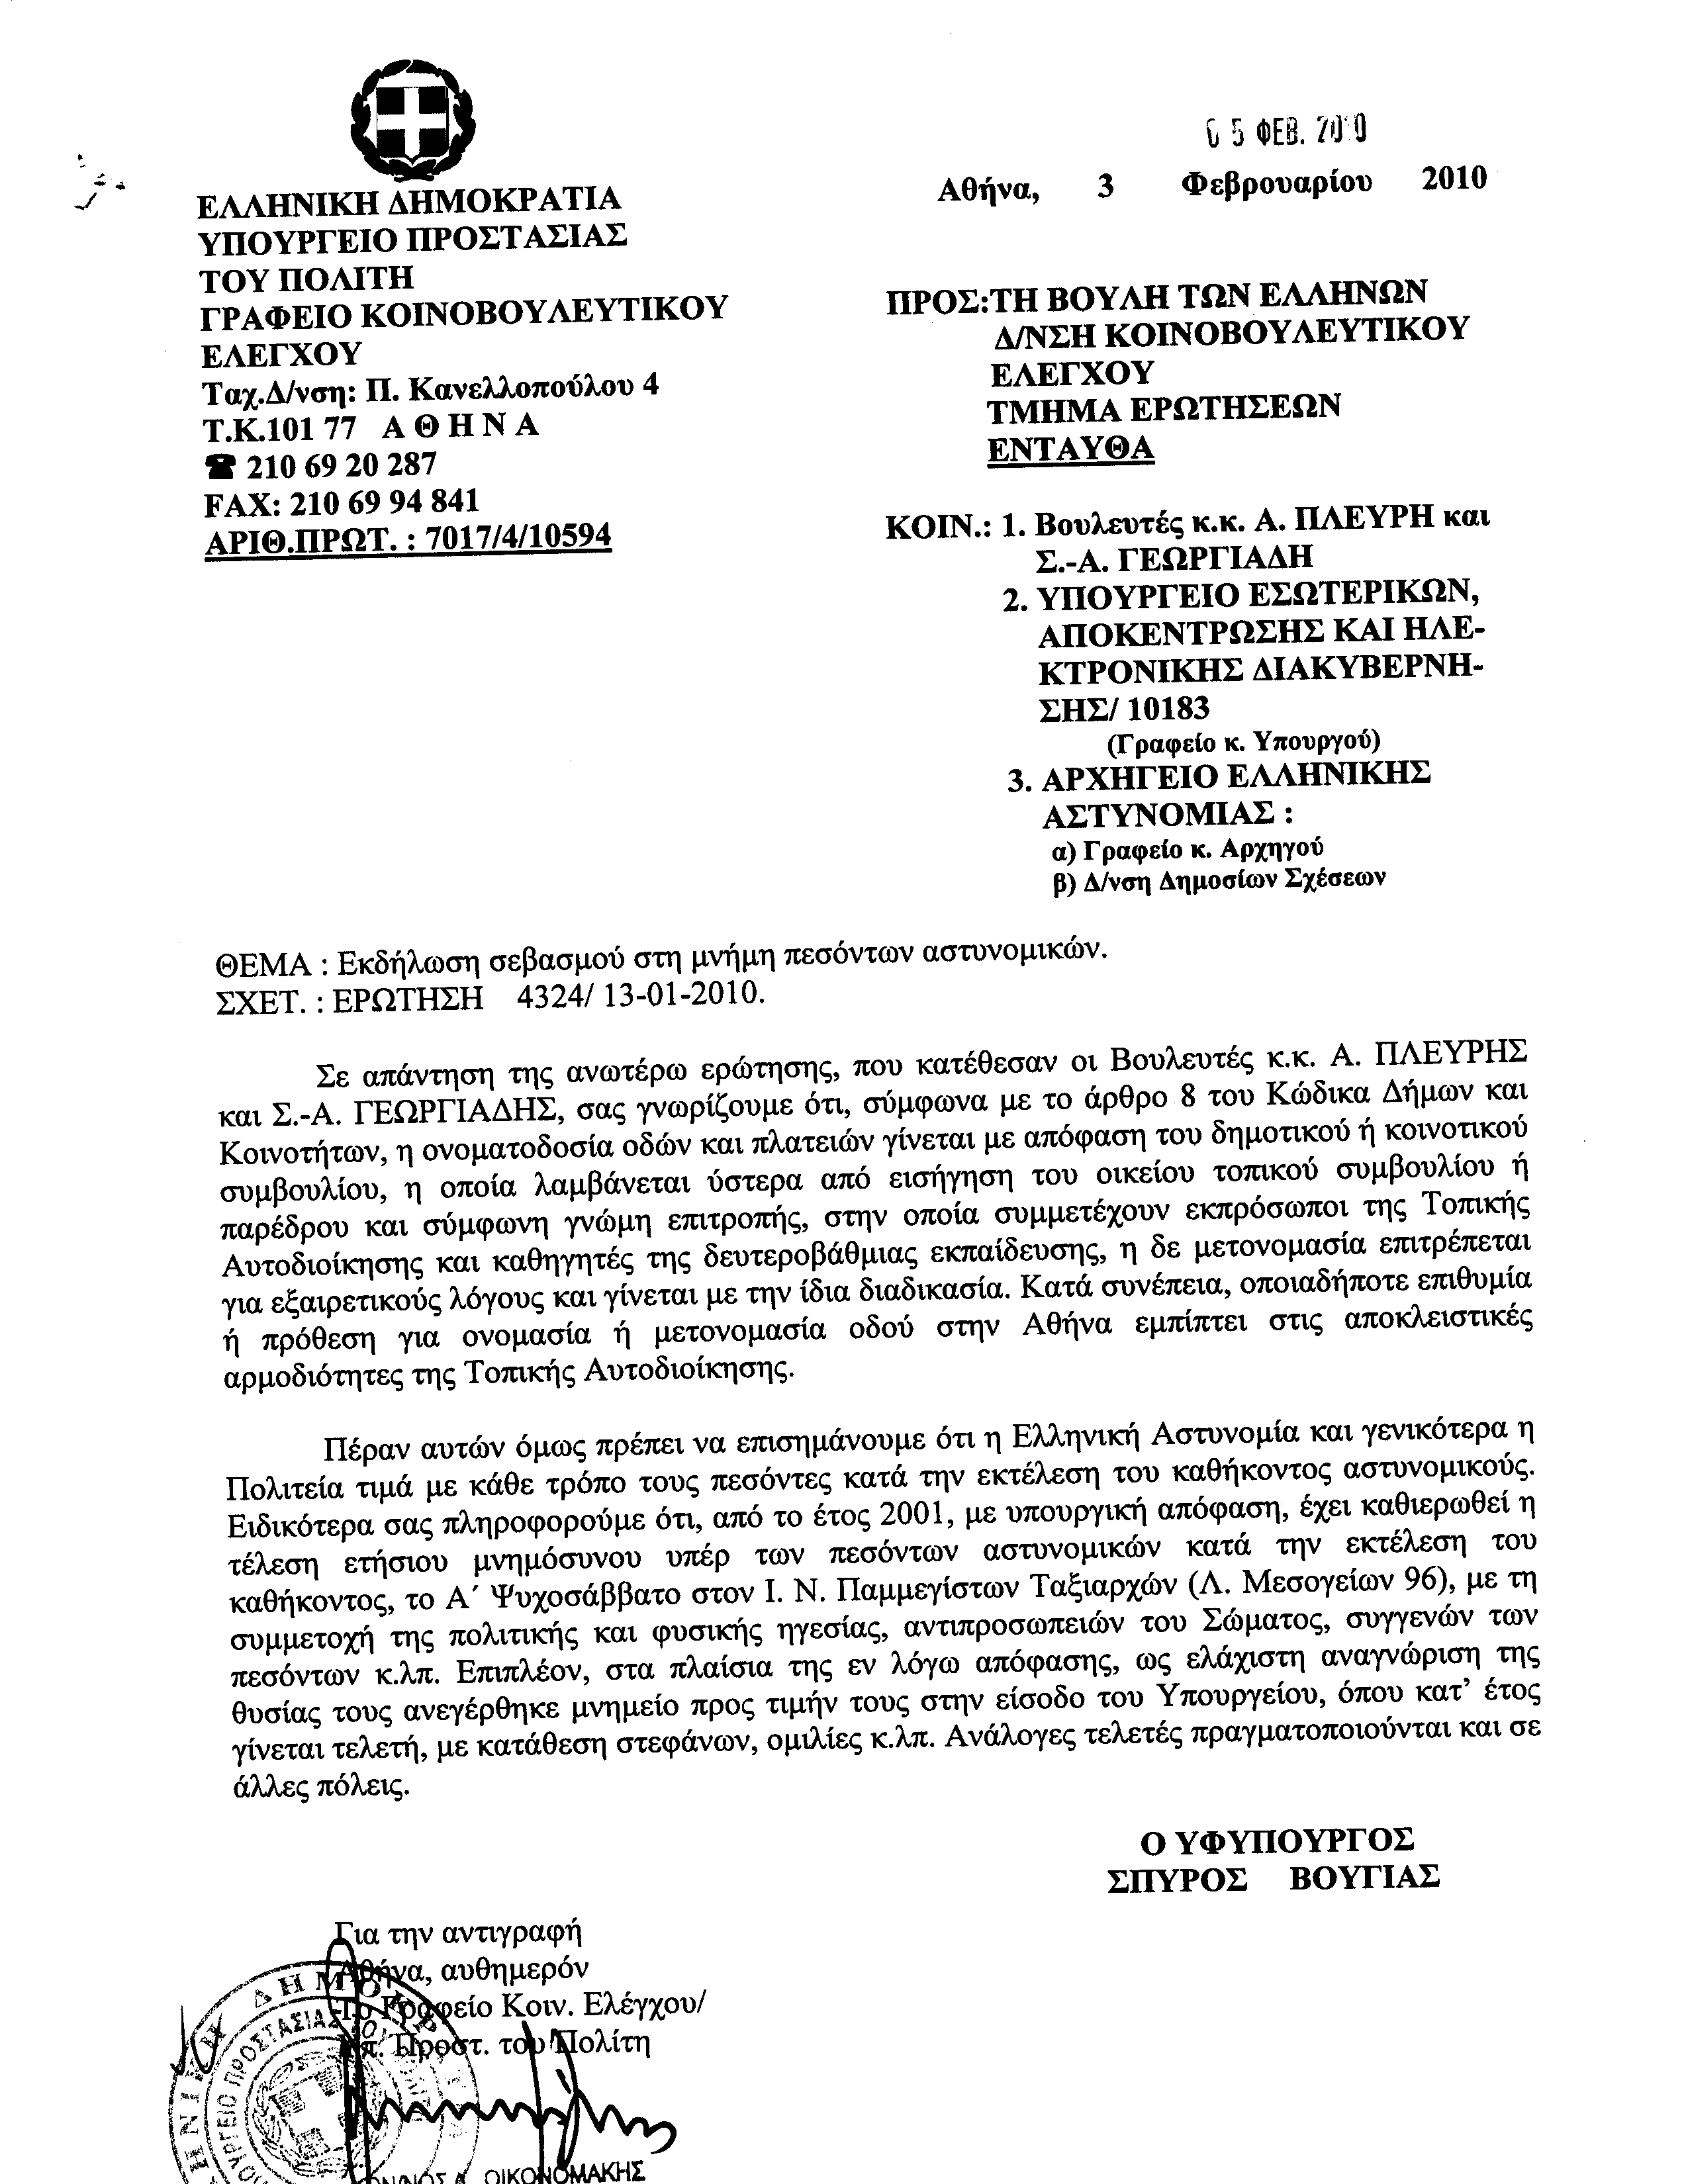 05 ΦΕΒ. 2010
Αθήνα, 3 Φεβρουαρίου 2010
ΕΛΛΗΝΙΚΗ ΔΗΜΟΚΡΑΤΙΑ
ΥΠΟΥΡΓΕΙΟ ΠΡΟΣΤΑΣΙΑΣ
ΤΟΥ ΠΟΛΙΤΗ
ΓΡΑΦΕΙΟ ΚΟΙΝΟΒΟΥΛΕΥΤΙΚΟΥ
ΕΛΕΓΧΟΥ
Ταχ.Δ/νση: Π. Κανελλοπούλου 4
Τ.Κ.101 77 Α Θ Η Ν Α
☎ 210 69 20 287
FAX: 210 69 94 841
ΑΡΙΘ.ΠΡΩΤ. : 7017/4/10594
ΠΡΟΣ:ΤΗ ΒΟΥΛΗ ΤΩΝ ΕΛΛΗΝΩΝ
Δ/ΝΣΗ ΚΟΙΝΟΒΟΥΛΕΥΤΙΚΟΥ
ΕΛΕΓΧΟΥ
ΤΜΗΜΑ ΕΡΩΤΗΣΕΩΝ
ΕΝΤΑΥΘΑ
ΚΟΙΝ.: 1. Βουλευτές κ.κ. Α. ΠΛΕΥΡΗ και
Σ.-Α. ΓΕΩΡΓΙΑΔΗ
2. ΥΠΟΥΡΓΕΙΟ ΕΣΩΤΕΡΙΚΩΝ,
ΑΠΟΚΕΝΤΡΩΣΗΣ ΚΑΙ ΗΛΕ-
ΚΤΡΟΝΙΚΗΣ ΔΙΑΚΥΒΕΡΝΗ-
ΣΗΣ/ 10183
(Γραφείο κ. Υπουργού)
3. ΑΡΧΗΓΕΙΟ ΕΛΛΗΝΙΚΗΣ
ΑΣΤΥΝΟΜΙΑΣ :
α) Γραφείο κ. Αρχηγού
β) Δ/νση Δημοσίων Σχέσεων
ΘΕΜΑ : Εκδήλωση σεβασμού στη μνήμη πεσόντων αστυνομικών.
ΣΧΕΤ. : ΕΡΩΤΗΣΗ 4324/ 13-01-2010.
Σε απάντηση της ανωτέρω ερώτησης, που κατέθεσαν οι Βουλευτές κ.κ. Α. ΠΛΕΥΡΗΣ
και Σ.-Α. ΓΕΩΡΓΙΑΔΗΣ, σας γνωρίζουμε ότι, σύμφωνα με το άρθρο 8 του Κώδικα Δήμων και
Κοινοτήτων, η ονοματοδοσία οδών και πλατειών γίνεται με απόφαση του δημοτικού ή κοινοτικού
συμβουλίου, η οποία λαμβάνεται ύστερα από εισήγηση του οικείου τοπικού συμβουλίου ή
παρέδρου και σύμφωνη γνώμη επιτροπής, στην οποία συμμετέχουν εκπρόσωποι της Τοπικής
Αυτοδιοίκησης και καθηγητές της δευτεροβάθμιας εκπαίδευσης, η δε μετονομασία επιτρέπεται
για εξαιρετικούς λόγους και γίνεται με την ίδια διαδικασία. Κατά συνέπεια, οποιαδήποτε επιθυμία
ή πρόθεση για ονομασία ή μετονομασία οδού στην Αθήνα εμπίπτει στις αποκλειστικές
αρμοδιότητες της Τοπικής Αυτοδιοίκησης.
Πέραν αυτών όμως πρέπει να επισημάνουμε ότι η Ελληνική Αστυνομία και γενικότερα η
Πολιτεία τιμά με κάθε τρόπο τους πεσόντες κατά την εκτέλεση του καθήκοντος αστυνομικούς.
Ειδικότερα σας πληροφορούμε ότι, από το έτος 2001, με υπουργική απόφαση, έχει καθιερωθεί η
τέλεση ετήσιου μνημόσυνου υπέρ των πεσόντων αστυνομικών κατά την εκτέλεση του
καθήκοντος, το Α΄ Ψυχοσάββατο στον Ι. Ν. Παμμεγίστων Ταξιαρχών (Λ. Μεσογείων 96), με τη
συμμετοχή της πολιτικής και φυσικής ηγεσίας, αντιπροσωπειών του Σώματος, συγγενών των
πεσόντων κ.λπ. Επιπλέον, στα πλαίσια της εν λόγω απόφασης, ως ελάχιστη αναγνώριση της
θυσίας τους ανεγέρθηκε μνημείο προς τιμήν τους στην είσοδο του Υπουργείου, όπου κατ’ έτος
γίνεται τελετή, με κατάθεση στεφάνων, ομιλίες κ.λπ. Ανάλογες τελετές πραγματοποιούνται και σε
άλλες πόλεις.
Ο ΥΦΥΠΟΥΡΓΟΣ
ΣΠΥΡΟΣ ΒΟΥΓΙΑΣ
Για την αντιγραφή
Αθήνα, αυθημερόν
Το Γραφείο Κοιν. Ελέγχου/
Υπ. Προστ. του Πολίτη
ΟΙΚΟΝΟΜΑΚΗΣ